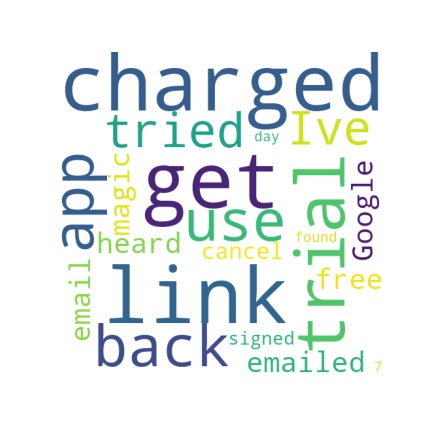 charged
tried
day
Ive
app
magic
get
trial
Google
use
heard
found
cancel
email
link
free
back
signed
emailed
7